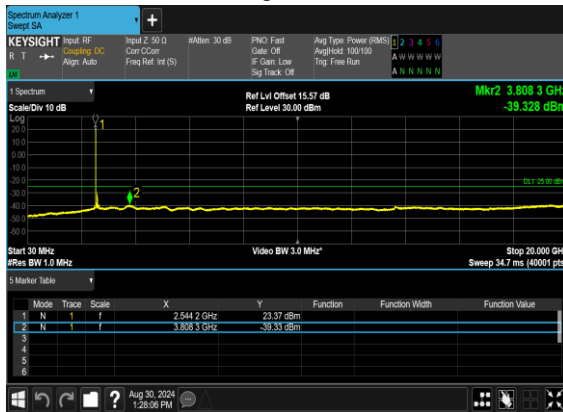 Spectrum Analyzer 1
Swept SA
+
KEYSIGHT Input: RF Input Z: 50 Ω #Atten: 30 dB PNO: Fast Avg Type: Power (RMS) 1 2 3 4 5 6
R T Coupling: DC Corr CCorr Gate: Off Avg|Hold: 100/100 A W W W W W
Align: Auto Freq Ref: Int (S) IF Gain: Low Trig: Free Run
Sig Track: Off A N N N N N
1 Spectrum Ref Lvl Offset 15.57 dB Mkr2 3.808 3 GHz
Scale/Div 10 dB Ref Level 30.00 dBm -39.328 dBm
Log
20.0
10.0
0.00
-10.0
-20.0
-30.0
-40.0
-50.0
-60.0
1
2
DL1 -25.00 dBm
Start 30 MHz Video BW 3.0 MHz* Stop 20.000 GHz
#Res BW 1.0 MHz Sweep 34.7 ms (40001 pts)
5 Marker Table
Mode Trace Scale X Y Function Function Width Function Value
1 N 1 f 2.544 2 GHz 23.37 dBm
2 N 1 f 3.808 3 GHz -39.33 dBm
3
4
5
6
? Aug 30, 2024
1:28:06 PM